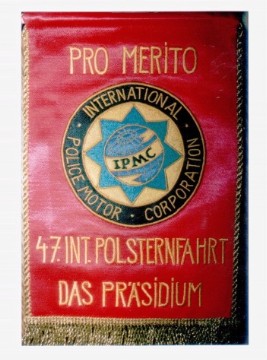 PRO MERITO
INTERNATIONAL
POLICE MOTOR · CORPORATION
IPMC
47. INT. POLSTERNFAHRT
DAS PRÄSIDIUM